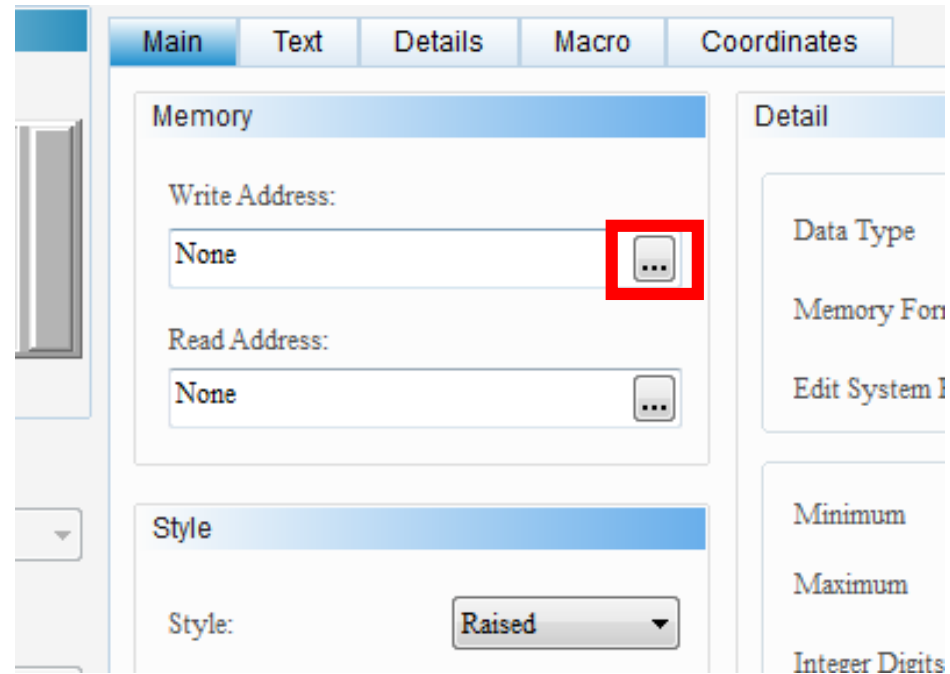 Main Text Details Macro Coordinates
Memory
Write Address:
None
...
Read Address:
None
...
Style
Style:
Raised
Detail
Data Type
Memory
Edit System
Minimum
Maximum
Integer Digits